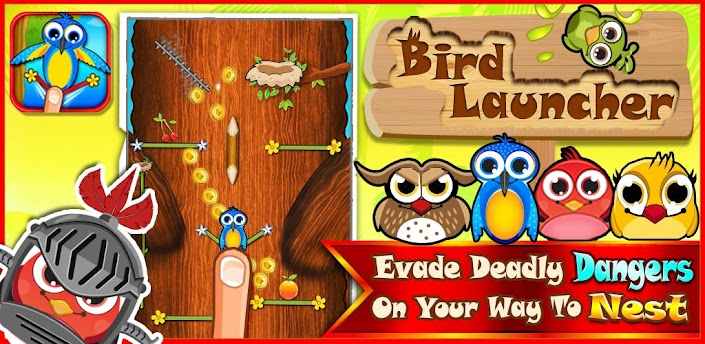 Bird
Launcher
Evade Deadly Dangers
On Your Way To Nest